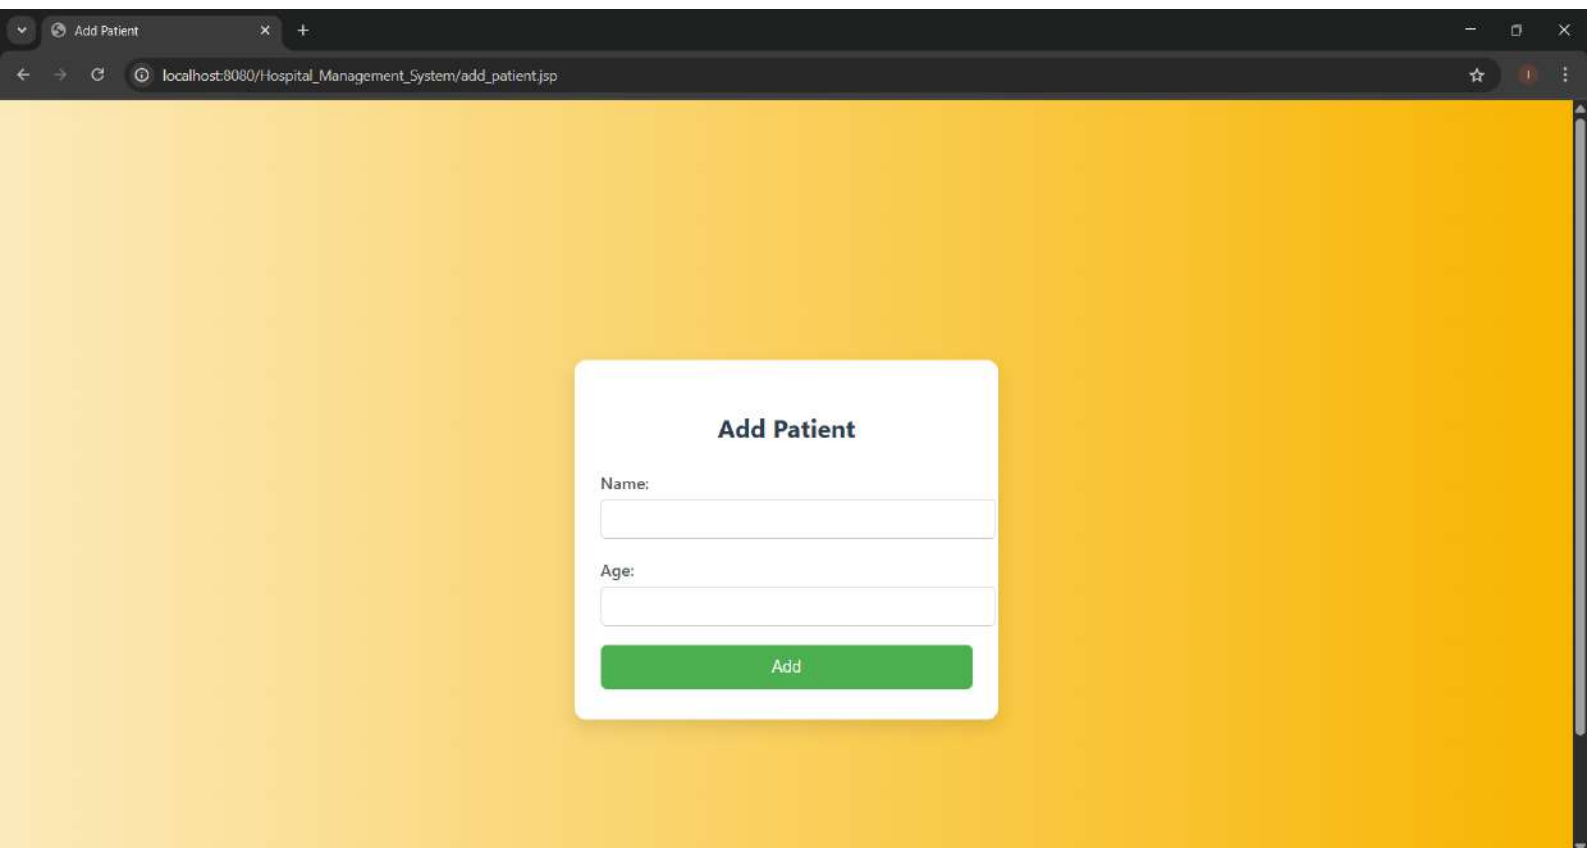 Add Patient
localhost:8080/Hospital_Management_System/add_patient.jsp
Add Patient
Name:
Age:
Add